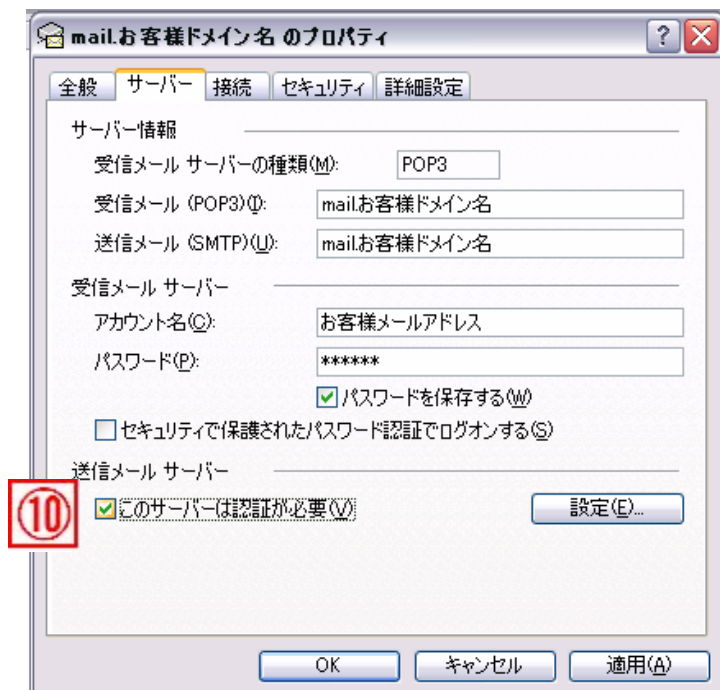 mail.お客様ドメイン名 のプロパティ
全般 サーバー 接続 セキュリティ 詳細設定
サーバー情報
受信メール サーバーの種類(M): POP3
受信メール (POP3)(I): mail.お客様ドメイン名
送信メール (SMTP)(U): mail.お客様ドメイン名
受信メール サーバー
アカウント名(C): お客様メールアドレス
パスワード(P): ******
パスワードを保存する(W)
セキュリティで保護されたパスワード認証でログオンする(S)
送信メール サーバー
⑩ このサーバーは認証が必要(V) 設定(E)...
OK キャンセル 適用(A)